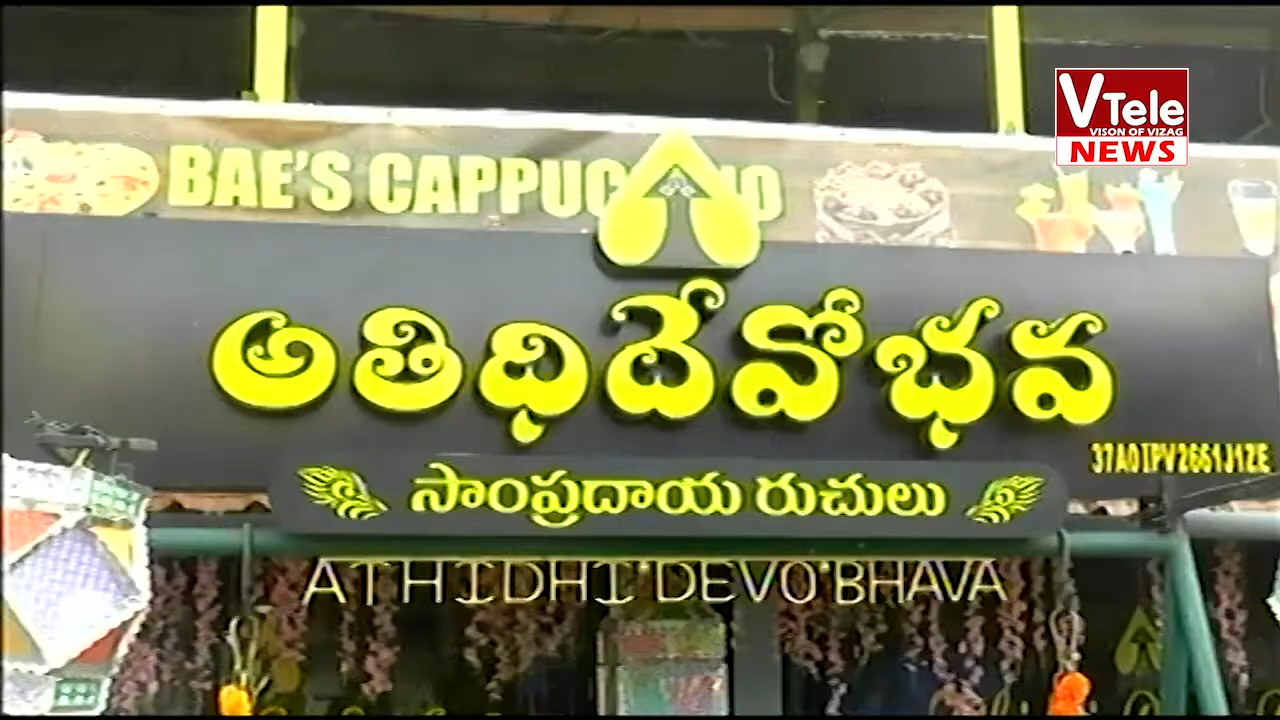 VTele
VISON OF VIZAG
NEWS
BAE'S CAPPUC
అతిధిదేవోభవ
37AOIPV2661J1ZE
సాంప్రదాయ రుచులు
ATHIDHI DEVO BHAVA